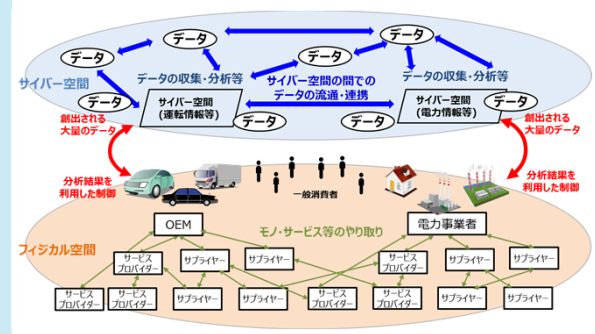 データ
データ
データ
データ
データ
データの収集・分析等
サイバー空間の間での
データの流通・連携
データの収集・分析等
サイバー空間
データ
サイバー空間
(運転情報等)
データ
データ
サイバー空間
(電力情報等)
データ
創出される
大量のデータ
創出される
大量のデータ
分析結果を
利用した制御
一般消費者
分析結果を
利用した制御
OEM
モノ・サービス等のやり取り
電力事業者
フィジカル空間
サービス
プロバイダー
サプライヤー
サプライヤー
サービス
プロバイダー
サプライヤー
サプライヤー
サービス
プロバイダー
サービス
プロバイダー
サプライヤー
サプライヤー
サービス
プロバイダー
サービス
プロバイダー
サプライヤー
サプライヤー